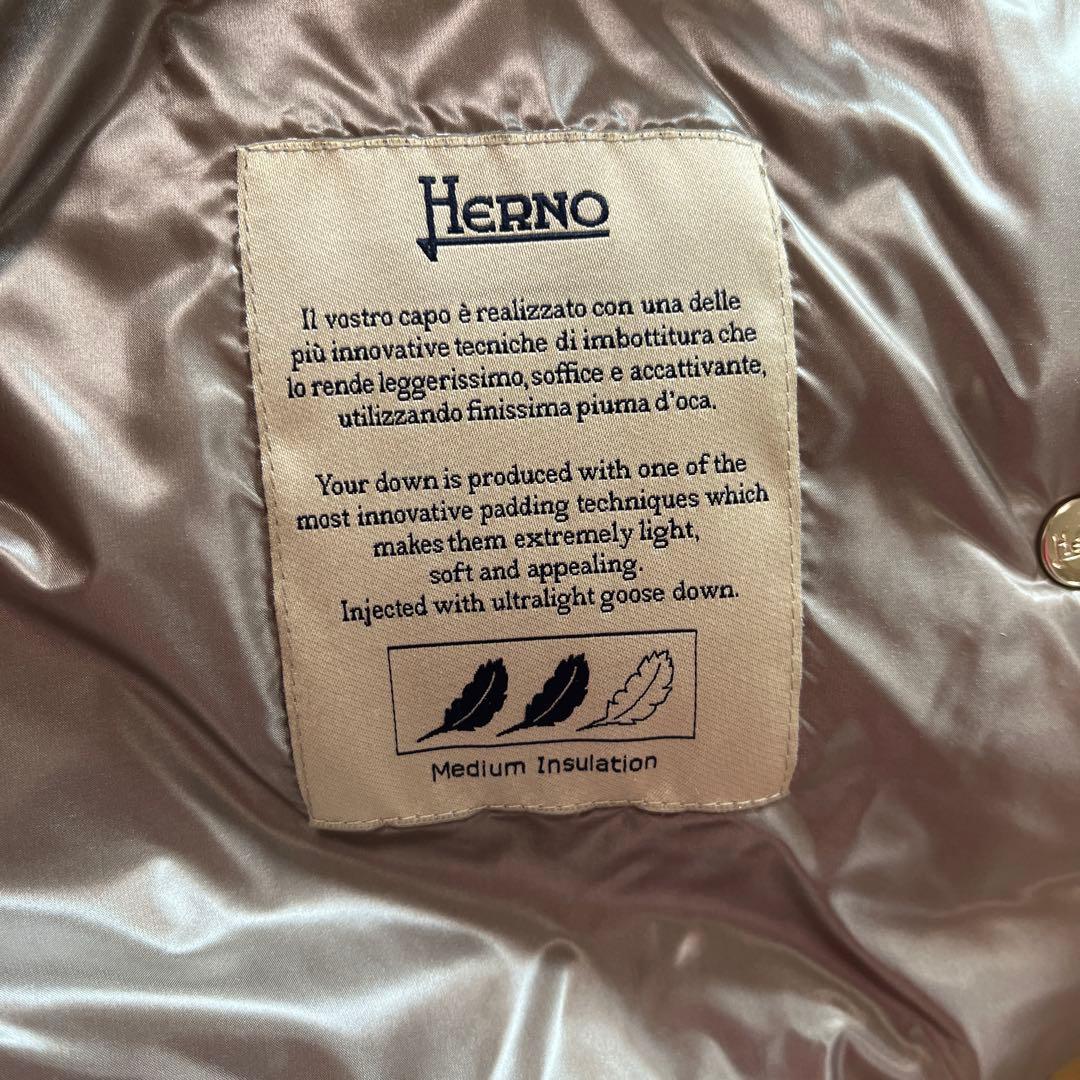 HERNO
Il vostro capo è realizzato con una delle
più innovative tecniche di imbottitura che
lo rende leggerissimo, soffice e accattivante,
utilizzando finissima piuma d'oca.
Your down is produced with one of the
most innovative padding techniques which
makes them extremely light,
soft and appealing.
Injected with ultralight goose down.
Medium Insulation